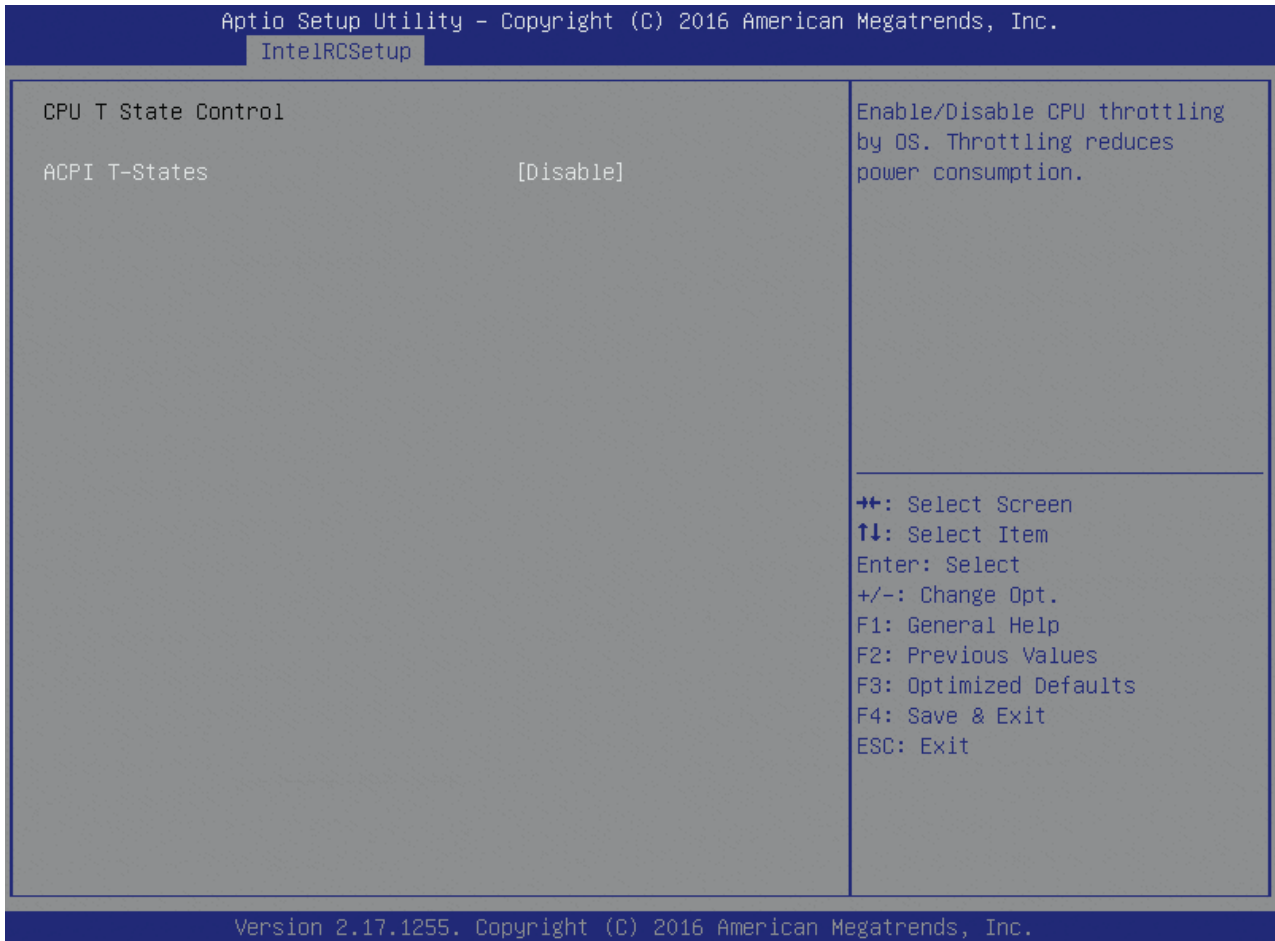 Aptio Setup Utility – Copyright (C) 2016 American Megatrends, Inc.
IntelRCSetup
CPU T State Control
ACPI T-States [Disable]
Enable/Disable CPU throttling
by OS. Throttling reduces
power consumption.
→←: Select Screen
↑↓: Select Item
Enter: Select
+/-: Change Opt.
F1: General Help
F2: Previous Values
F3: Optimized Defaults
F4: Save & Exit
ESC: Exit
Version 2.17.1255. Copyright (C) 2016 American Megatrends, Inc.